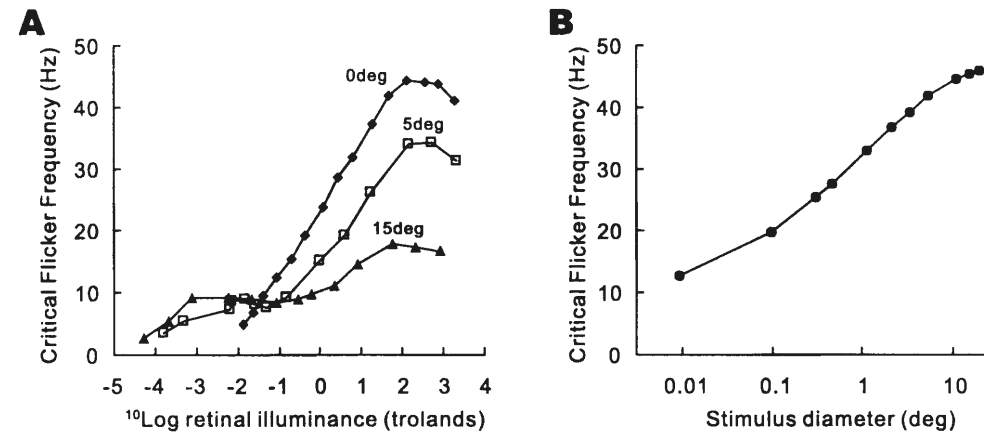 A
Critical Flicker Frequency (Hz)
50
40
30
20
10
0
0deg
5deg
15deg
-5 -4 -3 -2 -1 0 1 2 3 4
¹⁰Log retinal illuminance (trolands)
B
Critical Flicker Frequency (Hz)
50
40
30
20
10
0
0.01 0.1 1 10
Stimulus diameter (deg)